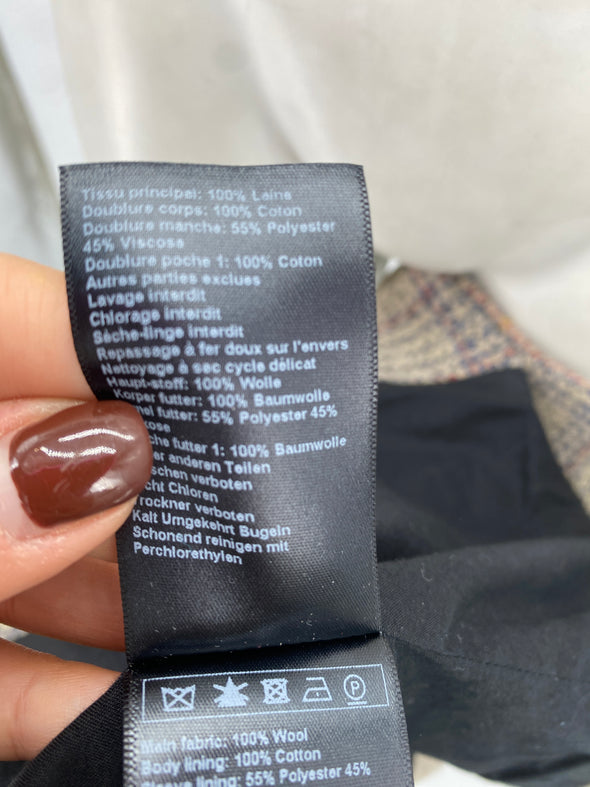 Tissu principal: 100% Laine
Doublure corps: 100% Coton
Doublure manche: 55% Polyester
45% Viscose
Doublure poche 1: 100% Coton
Autres parties exclues
Lavage interdit
Chlorage interdit
Sèche-linge interdit
Repassage à fer doux sur l'envers
Nettoyage à sec cycle délicat
Haupt-stoff: 100% Wolle
Körper futter: 100% Baumwolle
futter: 55% Polyester 45%
futter 1: 100% Baumwolle
anderen Teilen
verboten
Chloren
Trockner verboten
Kalt Umgekehrt Bugeln
Schonend reinigen mit
Perchlorethylen
P
Main fabric: 100% Wool
Body lining: 100% Cotton
Sleeve lining: 55% Polyester 45%